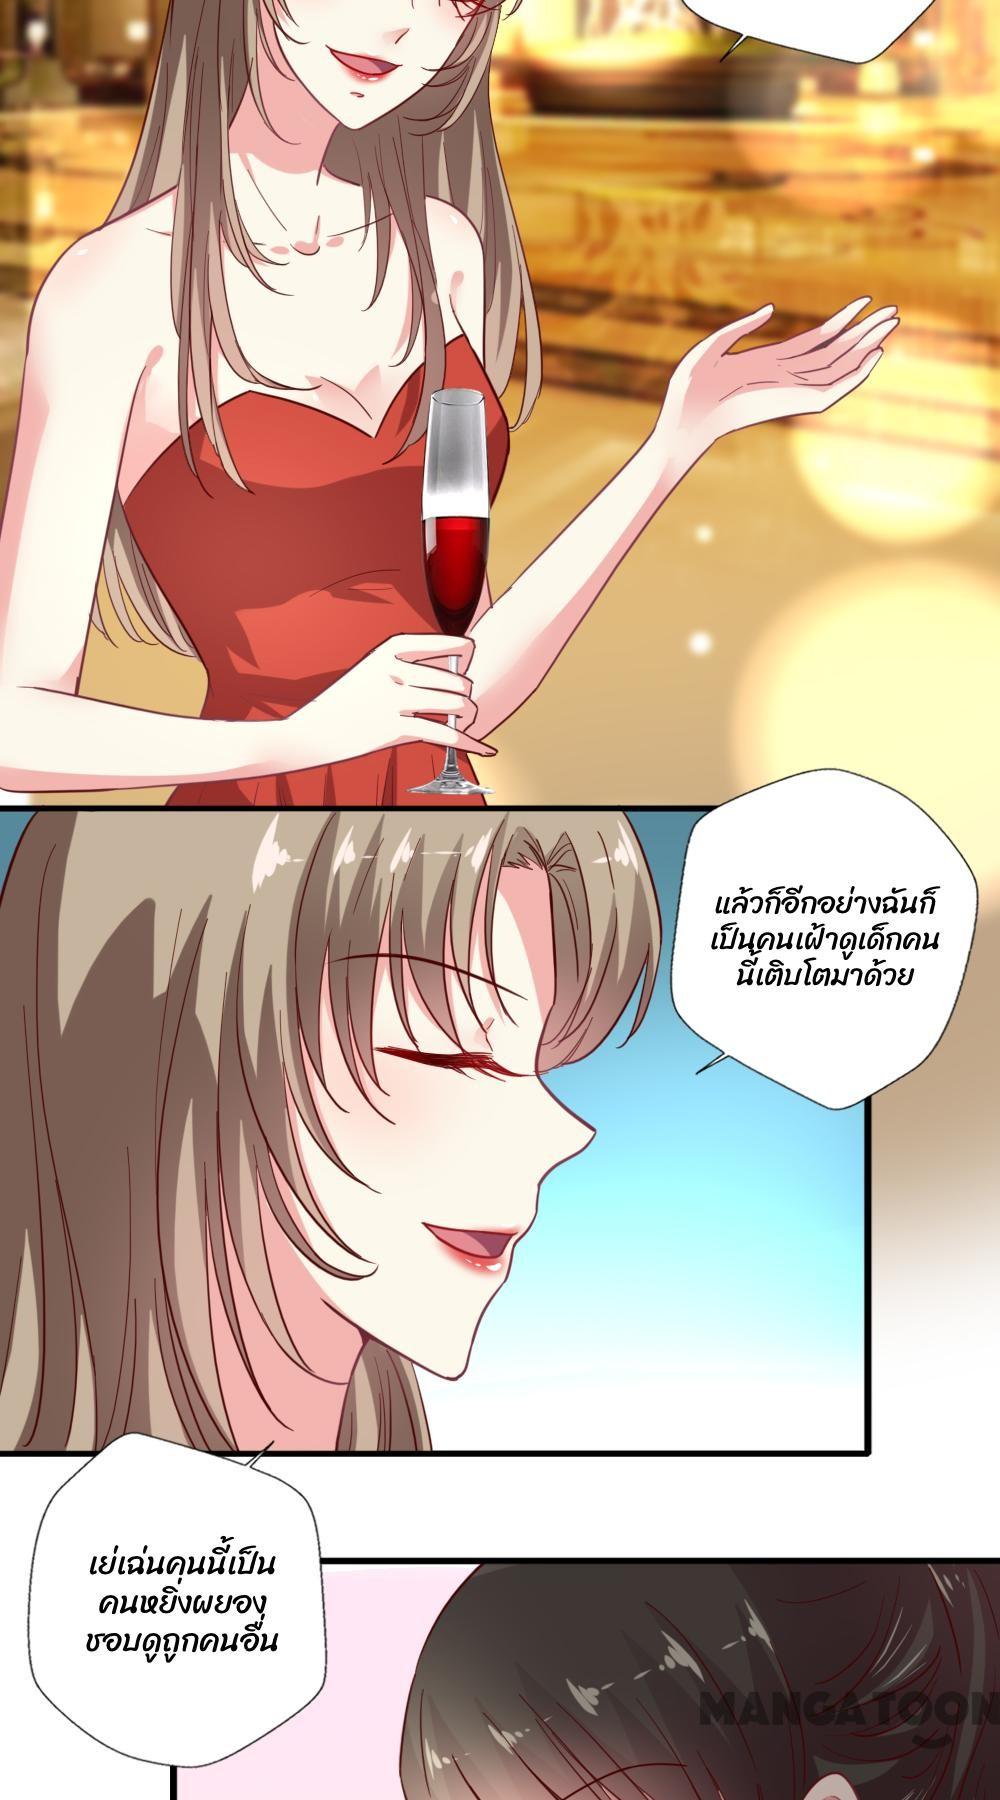 แล้วก็อีกอย่างฉันก็
เป็นคนเฝ้าดูเด็กคน
นี้เติบโตมาด้วย
เย่เฉ่นคนนี้เป็น
คนหยิ่งผยอง
ชอบดูถูกคนอื่น
MANGATOON